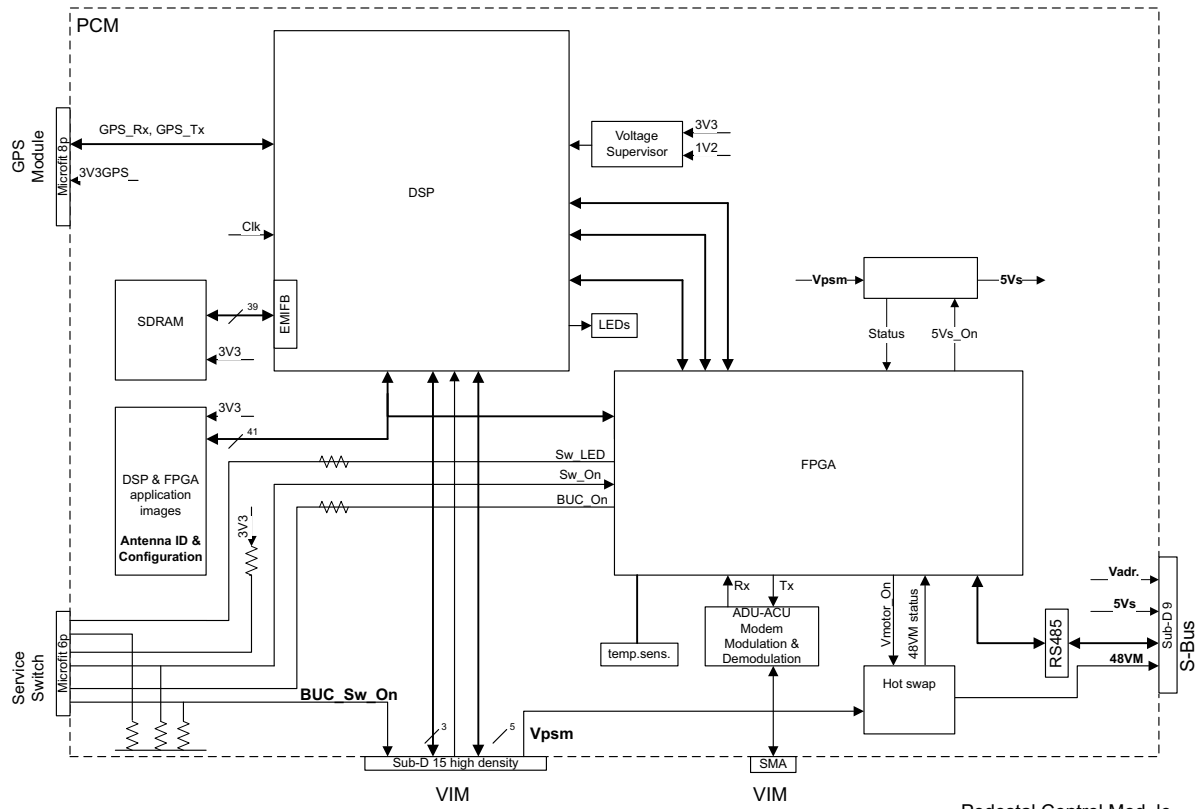 PCM
GPS
Module
Microfit 8p
GPS_Rx, GPS_Tx
3V3GPS
Clk
DSP
Voltage
Supervisor
3V3
1V2
SDRAM
39
EMIFB
3V3
LEDs
Vpsm
5Vs
Status
5Vs_On
3V3
41
DSP & FPGA
application
images
Antenna ID &
Configuration
Sw_LED
Sw_On
BUC_On
3V3
FPGA
Rx
Tx
Vmotor_On
48VM status
temp.sens.
ADU-ACU
Modem
Modulation &
Demodulation
Hot swap
RS485
Vadr.
5Vs
48VM
Sub-D 9
S-Bus
Service
Switch
Microfit 6p
BUC_Sw_On
3
5
Vpsm
Sub-D 15 high density
SMA
VIM
VIM